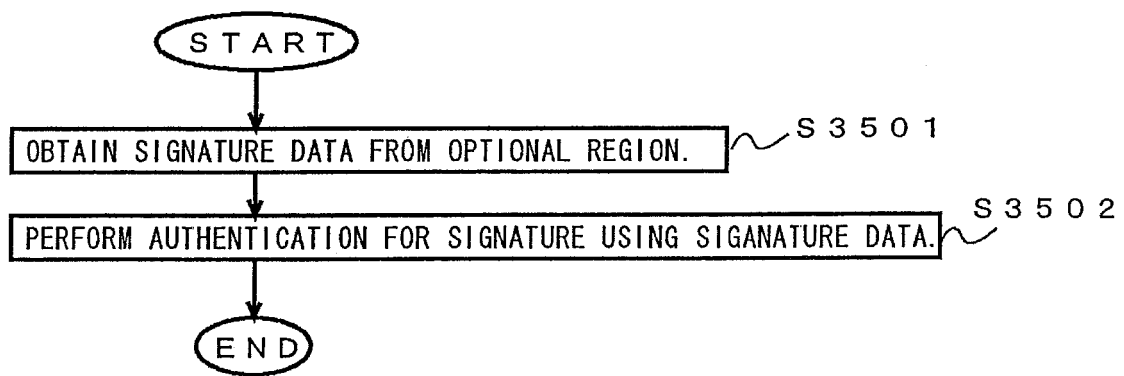 START
OBTAIN SIGNATURE DATA FROM OPTIONAL REGION.
S3501
PERFORM AUTHENTICATION FOR SIGNATURE USING SIGANATURE DATA.
S3502
END